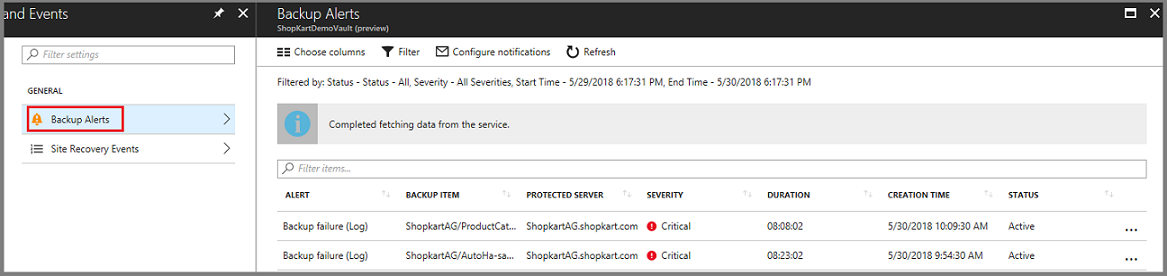 and Events
Filter settings
GENERAL
Backup Alerts
Site Recovery Events
Backup Alerts
ShopKartDemoVault (preview)
Choose columns Filter Configure notifications Refresh
Filtered by: Status - Status - All, Severity - All Severities, Start Time - 5/29/2018 6:17:31 PM, End Time - 5/30/2018 6:17:31 PM
Completed fetching data from the service.
Filter items...
ALERT BACKUP ITEM PROTECTED SERVER SEVERITY DURATION CREATION TIME STATUS
Backup failure (Log) ShopkartAG/ProductCat... ShopkartAG.shopkart.com Critical 08:08:02 5/30/2018 10:09:30 AM Active ...
Backup failure (Log) ShopkartAG/AutoHa-sa... ShopkartAG.shopkart.com Critical 08:23:02 5/30/2018 9:54:30 AM Active ...